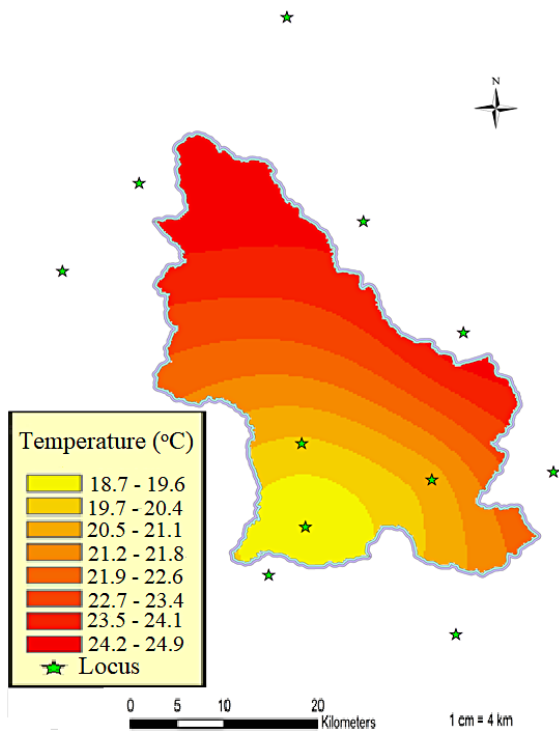 N
Temperature (°C)
18.7 - 19.6
19.7 - 20.4
20.5 - 21.1
21.2 - 21.8
21.9 - 22.6
22.7 - 23.4
23.5 - 24.1
24.2 - 24.9
Locus
0 5 10 20
Kilometers
1 cm = 4 km